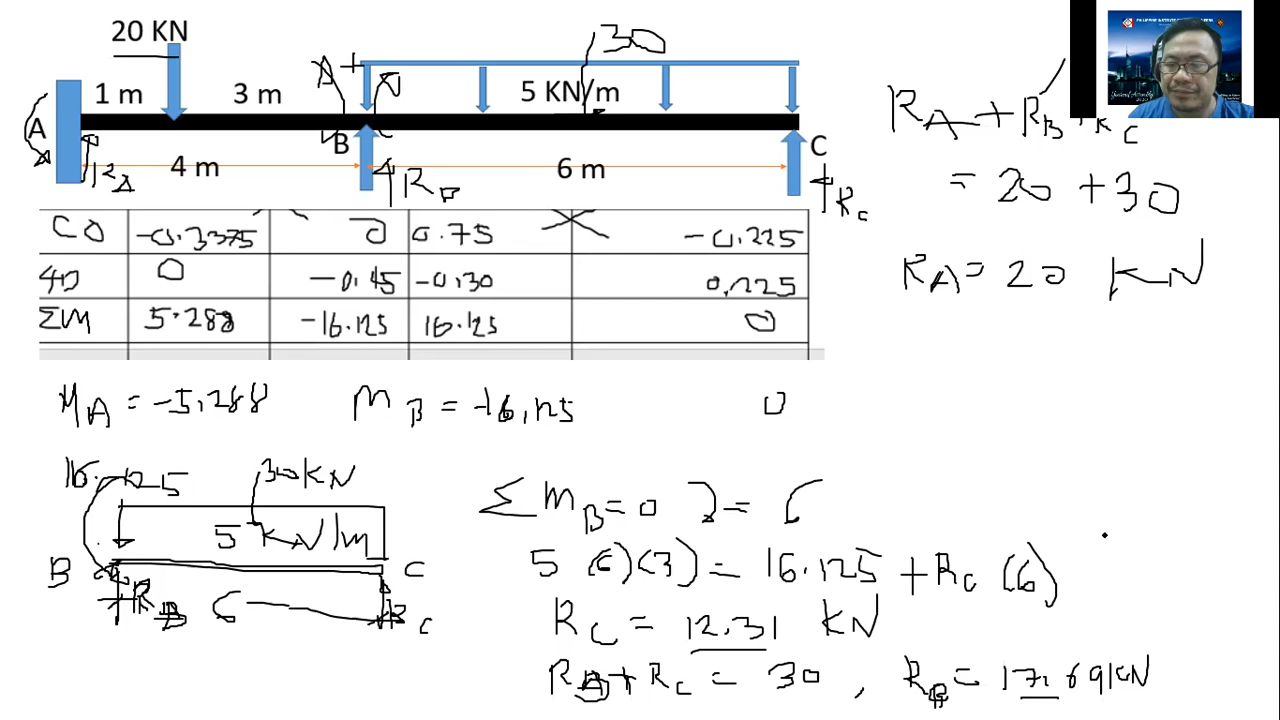 20 KN
30
1 m 3 m 5 KN/m
A B C
4 m 6 m
RA RB RC
RA + RB + RC
= 20 + 30
RA = 20 KN
CO -0.3375 0 0.75 -0.225
4D 0 -0.45 -0.30 0.225
ΣM 5.288 -16.125 16.125 0
MA = -5.288 MB = -16.125 0
16.125 30 KN
5 KN/m
B C
RB 6 RC
ΣMB = 0
5 (6)(3) = 16.125 + RC (6)
RC = 12.31 KN
RB + RC = 30 , RB = 17.69 KN